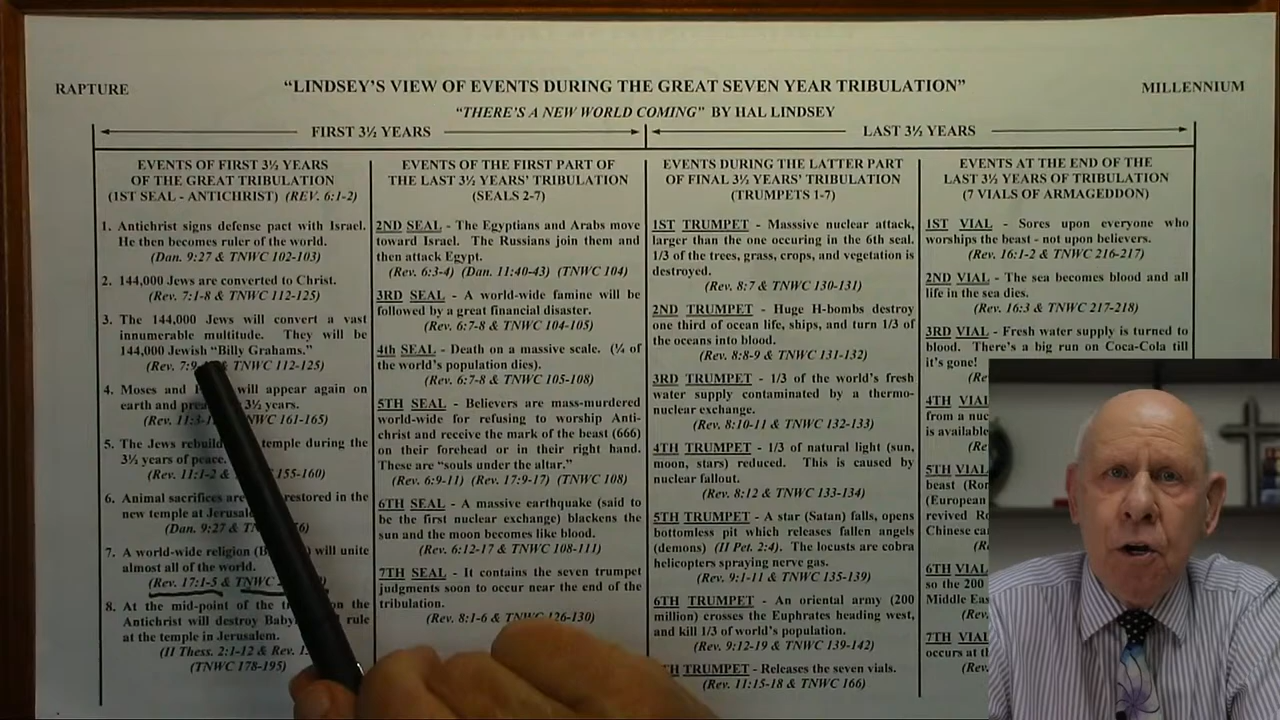 RAPTURE
"LINDSEY'S VIEW OF EVENTS DURING THE GREAT SEVEN YEAR TRIBULATION"
MILLENNIUM
"THERE'S A NEW WORLD COMING" BY HAL LINDSEY
FIRST 3½ YEARS
LAST 3½ YEARS
EVENTS OF FIRST 3½ YEARS
OF THE GREAT TRIBULATION
(1ST SEAL - ANTICHRIST) (REV. 6:1-2)
1. Antichrist signs defense pact with Israel.
He then becomes ruler of the world.
(Dan. 9:27 & TNWC 102-103)
2. 144,000 Jews are converted to Christ.
(Rev. 7:1-8 & TNWC 112-125)
3. The 144,000 Jews will convert a vast
innumerable multitude. They will be
144,000 Jewish "Billy Grahams."
(Rev. & TNWC 112-125)
4. Moses and will appear again on
earth and 3½ years.
(Rev. TNWC 161-165)
5. The Jews temple during the
3½ years of peace.
(Rev. 11:1-2 & 155-160)
6. Animal sacrifices are restored in the
new temple at
(Dan. 9:27 &
7. A world-wide religion will unite
almost all of the world.
(Rev. 17:1-5 & TNWC
8. At the mid-point of the the
Antichrist will destroy rule
at the temple in Jerusalem.
(II Thess. 2:1-12 & Rev.
(TNWC 178-195)
EVENTS OF THE FIRST PART OF
THE LAST 3½ YEARS' TRIBULATION
(SEALS 2-7)
2ND SEAL - The Egyptians and Arabs move
toward Israel. The Russians join them and
then attack Egypt.
(Rev. 6:3-4) (Dan. 11:40-43) (TNWC 104)
3RD SEAL - A world-wide famine will be
followed by a great financial disaster.
(Rev. 6:7-8 & TNWC 104-105)
4th SEAL - Death on a massive scale. (¼ of
the world's population dies).
(Rev. 6:7-8 & TNWC 105-108)
5TH SEAL - Believers are mass-murdered
world-wide for refusing to worship Anti-
christ and receive the mark of the beast (666)
on their forehead or in their right hand.
These are "souls under the altar."
(Rev. 6:9-11) (Rev. 17:9-17) (TNWC 108)
6TH SEAL - A massive earthquake (said to
be the first nuclear exchange) blackens the
sun and the moon becomes like blood.
(Rev. 6:12-17 & TNWC 108-111)
7TH SEAL - It contains the seven trumpet
judgments soon to occur near the end of the
tribulation.
(Rev. 8:1-6 & TNWC 126-130)
EVENTS DURING THE LATTER PART
OF FINAL 3½ YEARS' TRIBULATION
(TRUMPETS 1-7)
1ST TRUMPET - Massive nuclear attack,
larger than the one occuring in the 6th seal.
1/3 of the trees, grass, crops, and vegetation is
destroyed.
(Rev. 8:7 & TNWC 130-131)
2ND TRUMPET - Huge H-bombs destroy
one third of ocean life, ships, and turn 1/3 of
the oceans into blood.
(Rev. 8:8-9 & TNWC 131-132)
3RD TRUMPET - 1/3 of the world's fresh
water supply contaminated by a thermo-
nuclear exchange.
(Rev. 8:10-11 & TNWC 132-133)
4TH TRUMPET - 1/3 of natural light (sun,
moon, stars) reduced. This is caused by
nuclear fallout.
(Rev. 8:12 & TNWC 133-134)
5TH TRUMPET - A star (Satan) falls, opens
bottomless pit which releases fallen angels
(demons) (II Pet. 2:4). The locusts are cobra
helicopters spraying nerve gas.
(Rev. 9:1-11 & TNWC 135-139)
6TH TRUMPET - An oriental army (200
million) crosses the Euphrates heading west,
and kill 1/3 of world's population.
(Rev. 9:12-19 & TNWC 139-142)
TRUMPET - Releases the seven vials.
(Rev. 11:15-18 & TNWC 166)
EVENTS AT THE END OF THE
LAST 3½ YEARS OF TRIBULATION
(7 VIALS OF ARMAGEDDON)
1ST VIAL - Sores upon everyone who
worships the beast - not upon believers.
(Rev. 16:1-2 & TNWC 216-217)
2ND VIAL - The sea becomes blood and all
life in the sea dies.
(Rev. 16:3 & TNWC 217-218)
3RD VIAL - Fresh water supply is turned to
blood. There's a big run on Coca-Cola till
it's gone!
4TH VIAL
from a
is available
5TH VIAL
beast
(European
revived
Chinese
6TH VIAL
so the 200
Middle
7TH VIAL
occurs at